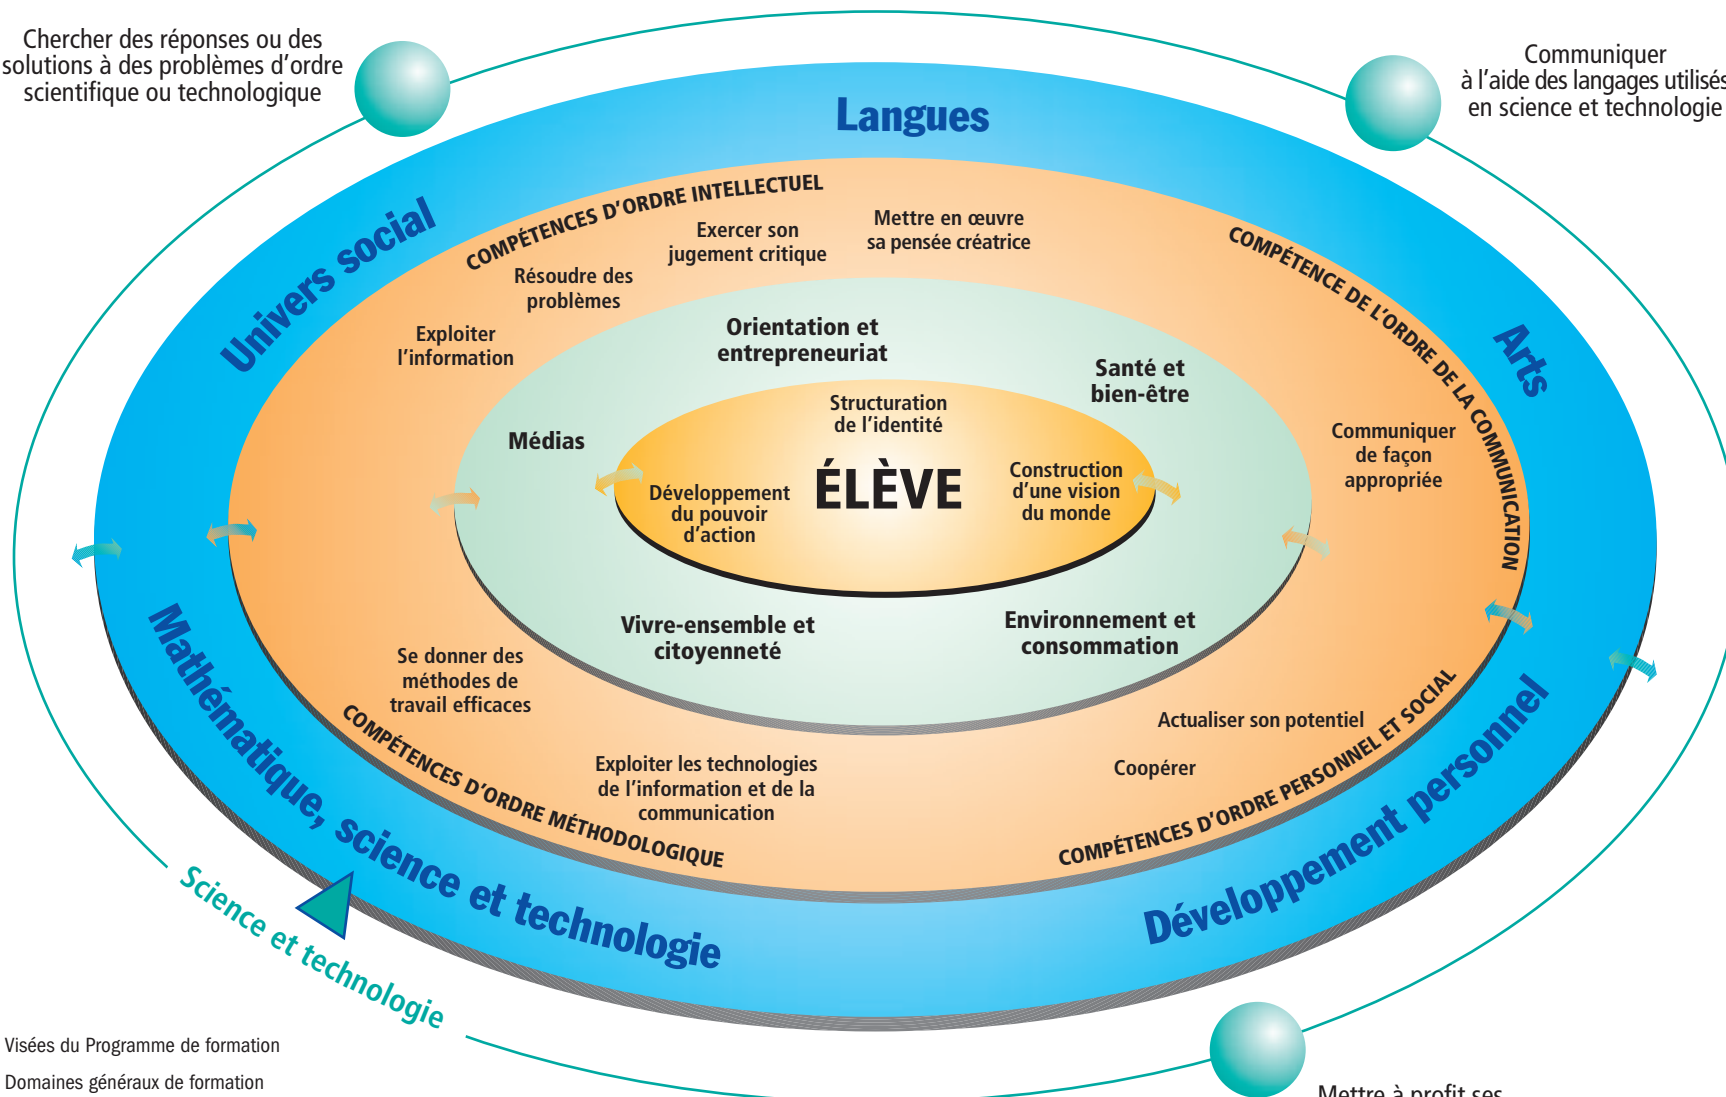 Chercher des réponses ou des
solutions à des problèmes d'ordre
scientifique ou technologique
Communiquer
à l'aide des langages utilisés
en science et technologie
Langues
Univers social
Arts
COMPÉTENCES D'ORDRE INTELLECTUEL
Exploiter
l'information
Résoudre des
problèmes
Exercer son
jugement critique
Mettre en œuvre
sa pensée créatrice
COMPÉTENCE DE L'ORDRE DE LA COMMUNICATION
Communiquer
de façon
appropriée
Orientation et
entrepreneuriat
Santé et
bien-être
Médias
Structuration
de l'identité
ÉLÈVE
Développement
du pouvoir
d'action
Construction
d'une vision
du monde
Vivre-ensemble et
citoyenneté
Environnement et
consommation
Se donner des
méthodes de
travail efficaces
Exploiter les technologies
de l'information et de la
communication
COMPÉTENCES D'ORDRE MÉTHODOLOGIQUE
Actualiser son potentiel
Coopérer
COMPÉTENCES D'ORDRE PERSONNEL ET SOCIAL
Mathématique, science et technologie
Développement personnel
Science et technologie
Visées du Programme de formation
Domaines généraux de formation
Mettre à profit ses